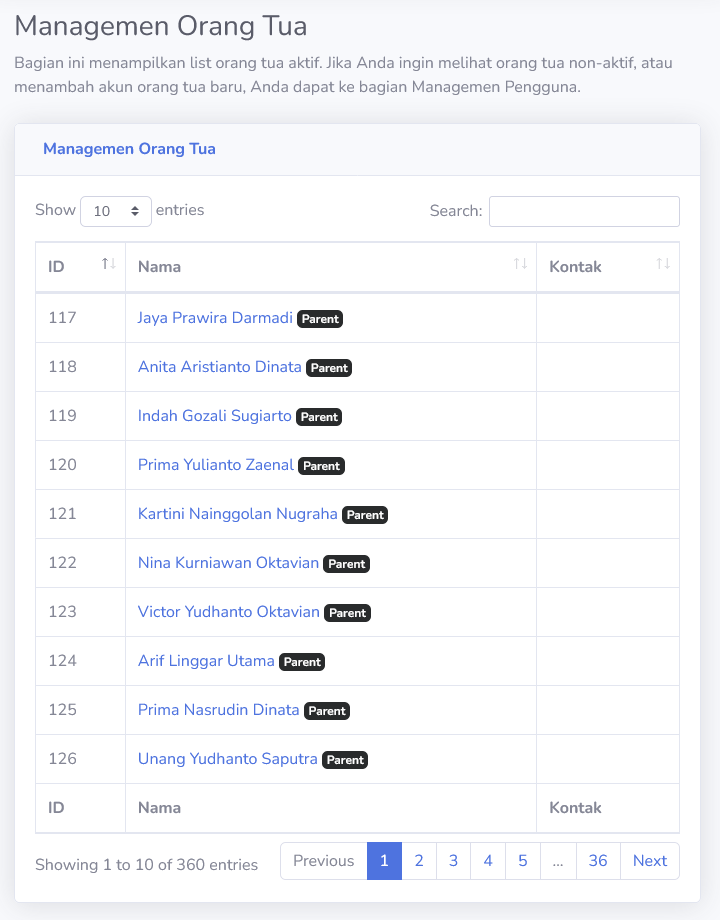 Managemen Orang Tua
Bagian ini menampilkan list orang tua aktif. Jika Anda ingin melihat orang tua non-aktif, atau
menambah akun orang tua baru, Anda dapat ke bagian Managemen Pengguna.
Managemen Orang Tua
Show 10 entries Search:
ID Nama Kontak
117 Jaya Prawira Darmadi Parent
118 Anita Aristianto Dinata Parent
119 Indah Gozali Sugiarto Parent
120 Prima Yulianto Zaenal Parent
121 Kartini Nainggolan Nugraha Parent
122 Nina Kurniawan Oktavian Parent
123 Victor Yudhanto Oktavian Parent
124 Arif Linggar Utama Parent
125 Prima Nasrudin Dinata Parent
126 Unang Yudhanto Saputra Parent
ID Nama Kontak
Showing 1 to 10 of 360 entries Previous 1 2 3 4 5 ... 36 Next